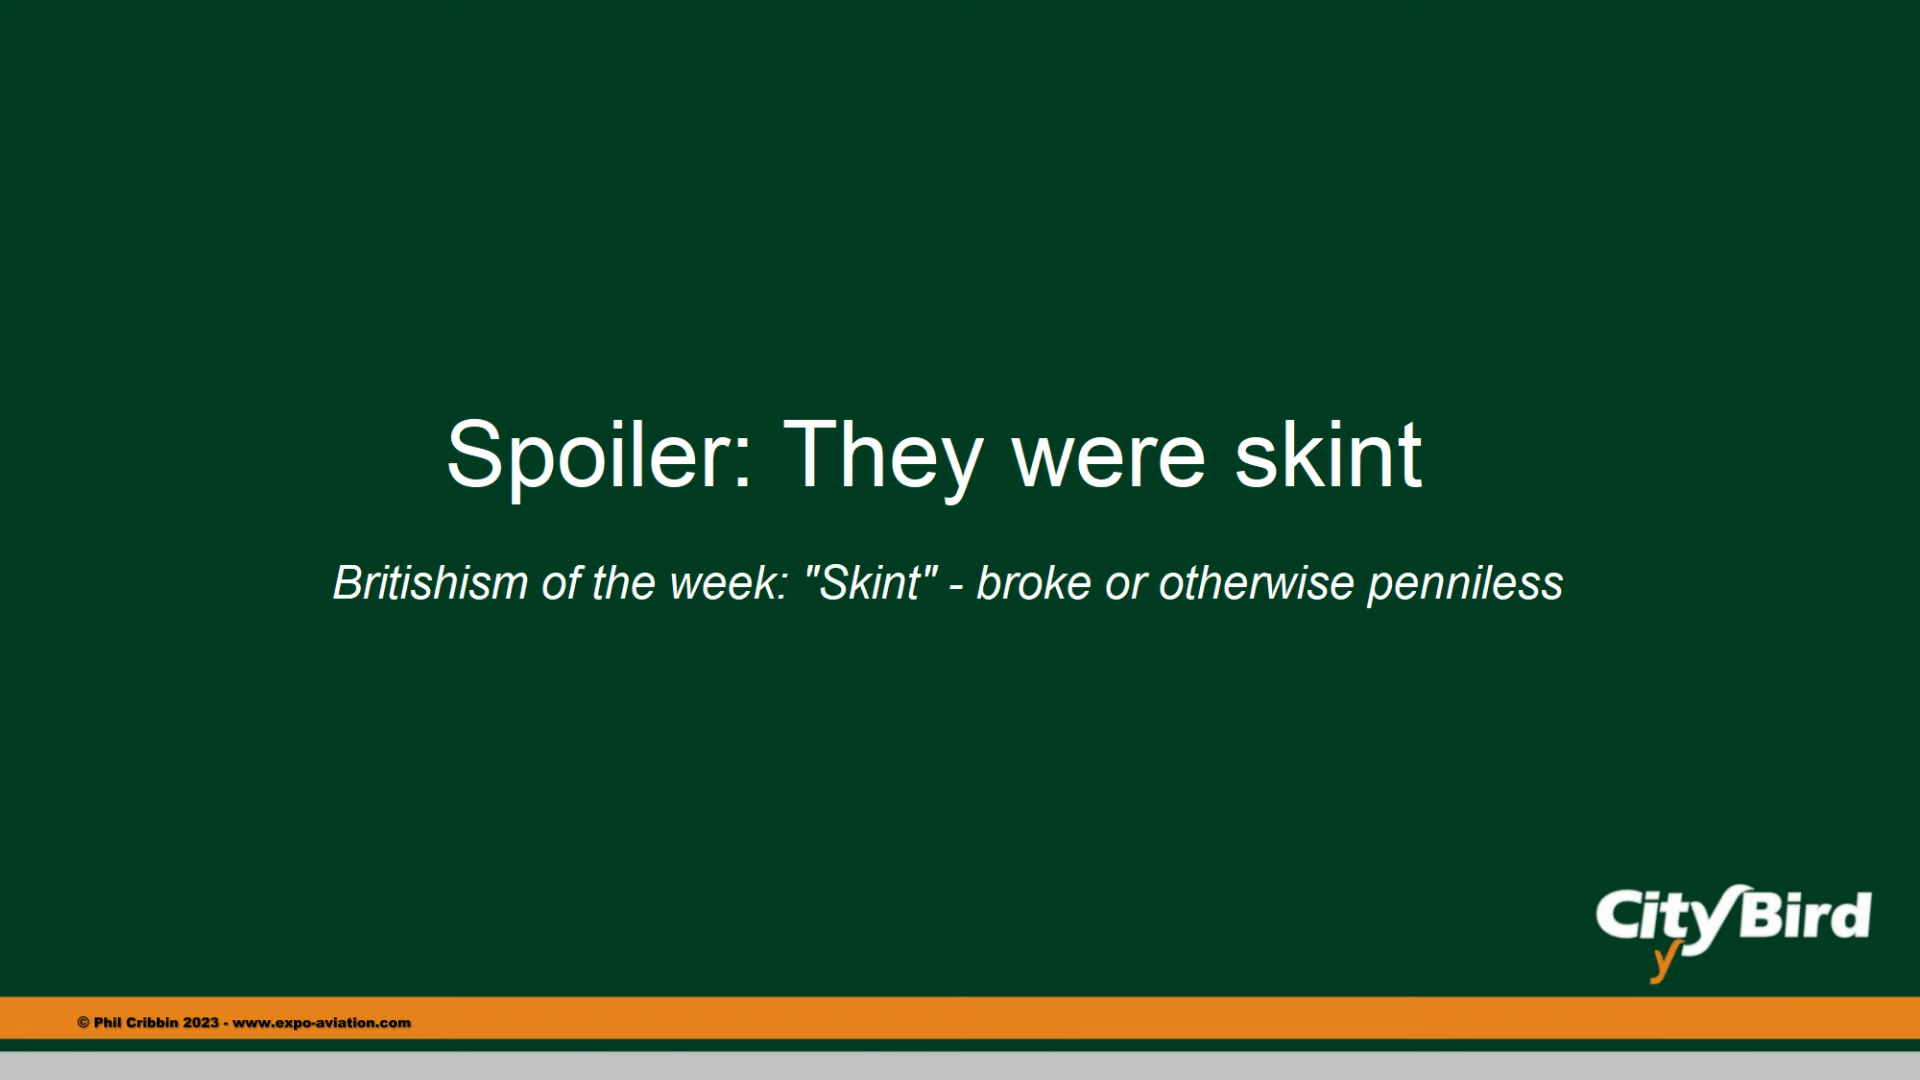 Spoiler: They were skint
Britishism of the week: "Skint" - broke or otherwise penniless
CityBird
y
© Phil Cribbin 2023 - www.expo-aviation.com